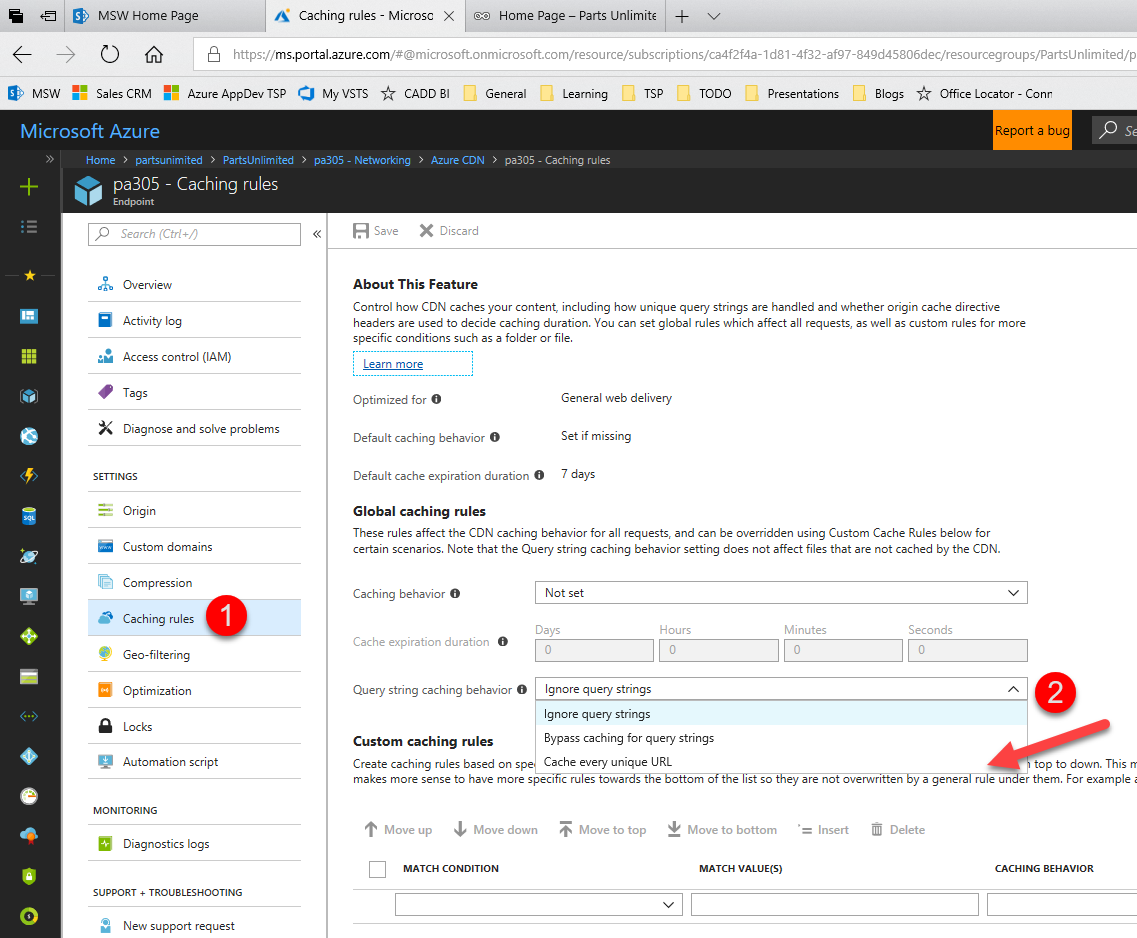 MSW Home Page
Caching rules - Microsoft
Home Page – Parts Unlimite
https://ms.portal.azure.com/#@microsoft.onmicrosoft.com/resource/subscriptions/ca4f2f4a-1d81-4f32-af97-849d45806dec/resourcegroups/PartsUnlimited/p
MSW
Sales CRM
Azure AppDev TSP
My VSTS
CADD BI
General
Learning
TSP
TODO
Presentations
Blogs
Office Locator - Conn
Microsoft Azure
Report a bug
Se
Home > partsunimited > PartsUnlimited > pa305 - Networking > Azure CDN > pa305 - Caching rules
pa305 - Caching rules
Endpoint
Search (Ctrl+/)
«
Overview
Activity log
Access control (IAM)
Tags
Diagnose and solve problems
SETTINGS
Origin
Custom domains
Compression
Caching rules
1
Geo-filtering
Optimization
Locks
Automation script
MONITORING
Diagnostics logs
SUPPORT + TROUBLESHOOTING
New support request
Save
Discard
About This Feature
Control how CDN caches your content, including how unique query strings are handled and whether origin cache directive
headers are used to decide caching duration. You can set global rules which affect all requests, as well as custom rules for more
specific conditions such as a folder or file.
Learn more
Optimized for
General web delivery
Default caching behavior
Set if missing
Default cache expiration duration
7 days
Global caching rules
These rules affect the CDN caching behavior for all requests, and can be overridden using Custom Cache Rules below for
certain scenarios. Note that the Query string caching behavior setting does not affect files that are not cached by the CDN.
Caching behavior
Not set
Cache expiration duration
Days
Hours
Minutes
Seconds
0
0
0
0
Query string caching behavior
Ignore query strings
2
Ignore query strings
Bypass caching for query strings
Cache every unique URL
Custom caching rules
Create caching rules based on spe
top to down. This m
makes more sense to have more specific rules towards the bottom of the list so they are not overwritten by a general rule under them. For example a
Move up
Move down
Move to top
Move to bottom
Insert
Delete
MATCH CONDITION
MATCH VALUE(S)
CACHING BEHAVIOR